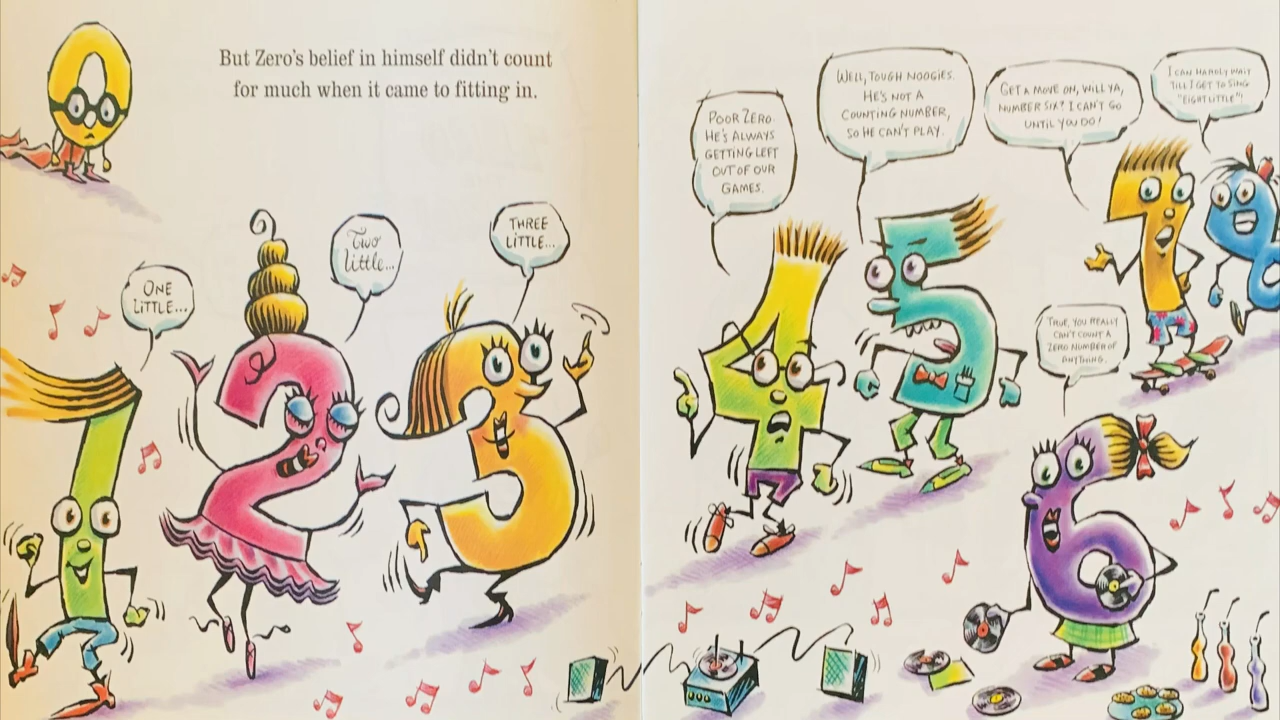 But Zero's belief in himself didn't count
for much when it came to fitting in.
ONE
LITTLE...
Two
little...
THREE
LITTLE...
POOR ZERO.
HE'S ALWAYS
GETTING LEFT
OUT OF OUR
GAMES.
WELL, TOUGH NOOGIES.
HE'S NOT A
COUNTING NUMBER,
SO HE CAN'T PLAY.
GET A MOVE ON, WILL YA,
NUMBER SIX? I CAN'T GO
UNTIL YOU DO!
I CAN HARDLY WAIT
TILL I GET TO SING
"EIGHT LITTLE"!
TRUE, YOU REALLY
CAN'T COUNT A
ZERO NUMBER OF
ANYTHING.